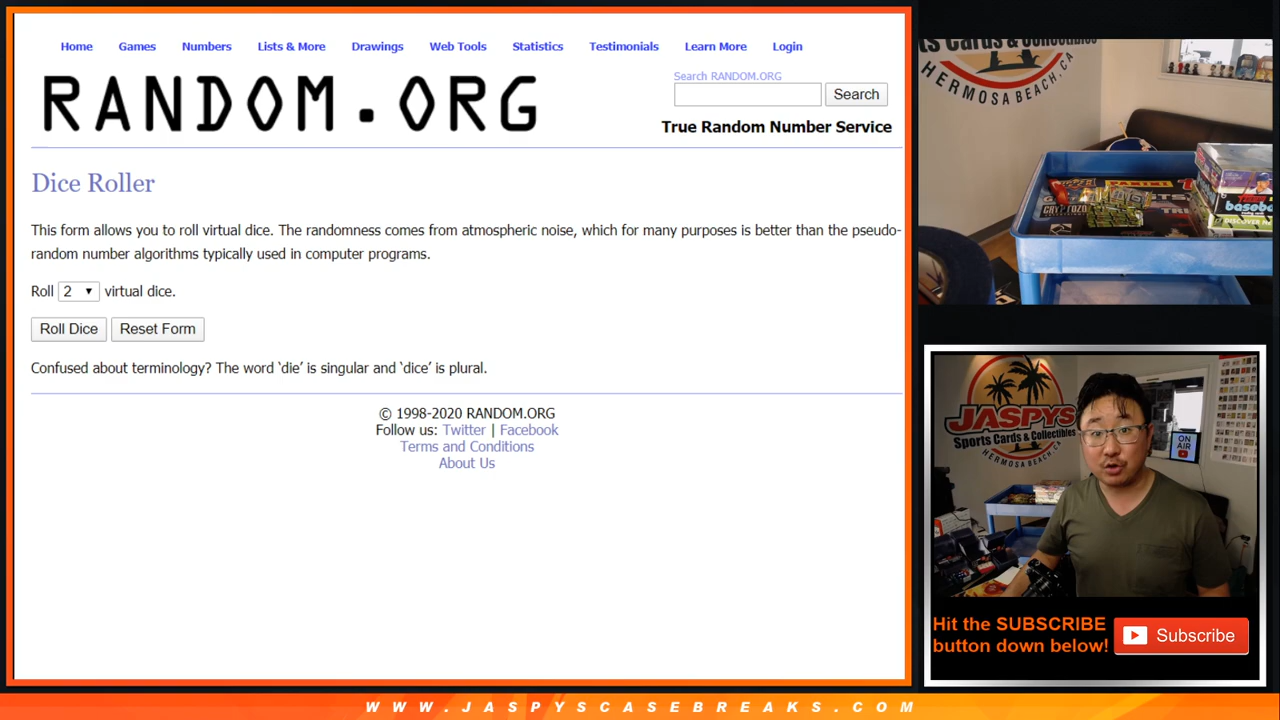 Home Games Numbers Lists & More Drawings Web Tools Statistics Testimonials Learn More Login
RANDOM.ORG
Search RANDOM.ORG
Search
True Random Number Service
Dice Roller
This form allows you to roll virtual dice. The randomness comes from atmospheric noise, which for many purposes is better than the pseudo-
random number algorithms typically used in computer programs.
Roll 2 virtual dice.
Roll Dice Reset Form
Confused about terminology? The word ‘die’ is singular and ‘dice’ is plural.
© 1998-2020 RANDOM.ORG
Follow us: Twitter | Facebook
Terms and Conditions
About Us
Cards & Collectibles
HERMOSA BEACH, CA
PANINI
baseball
JASPYS
Sports Cards & Collectibles
HERMOSA BEACH, CA
ON
AIR
Hit the SUBSCRIBE
button down below!
Subscribe
WWW.JASPYSCASEBREAKS.COM